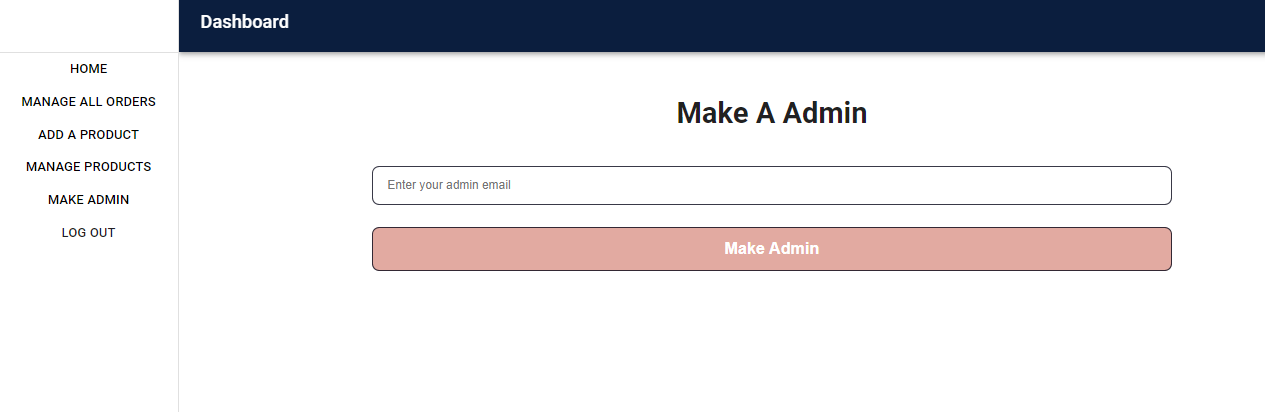 Dashboard
HOME
MANAGE ALL ORDERS
ADD A PRODUCT
MANAGE PRODUCTS
MAKE ADMIN
LOG OUT
Make A Admin
Enter your admin email
Make Admin